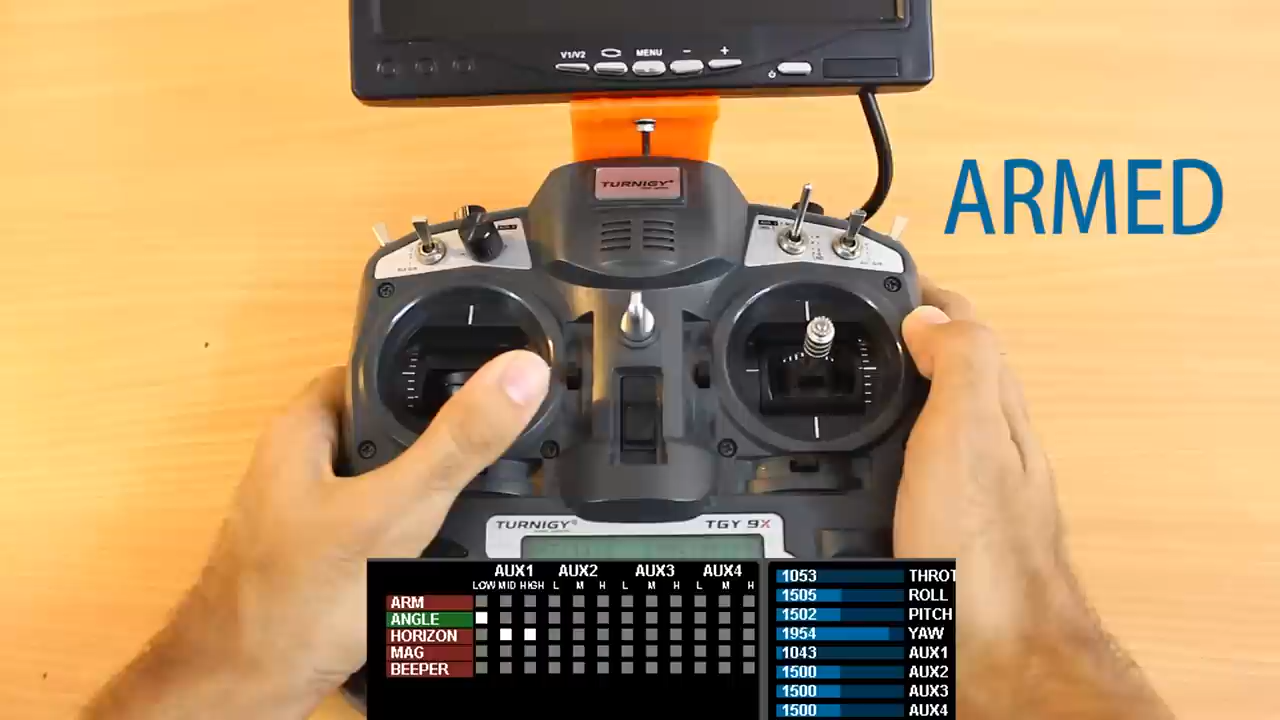 V1/V2 MENU - +
TURNIGY
ARMED
TURNIGY TGY 9X
AUX1 AUX2 AUX3 AUX4
LOW MID HIGH L M H L M H L M H
ARM
ANGLE
HORIZON
MAG
BEEPER
1053 THROT
1505 ROLL
1502 PITCH
1954 YAW
1043 AUX1
1500 AUX2
1500 AUX3
1500 AUX4